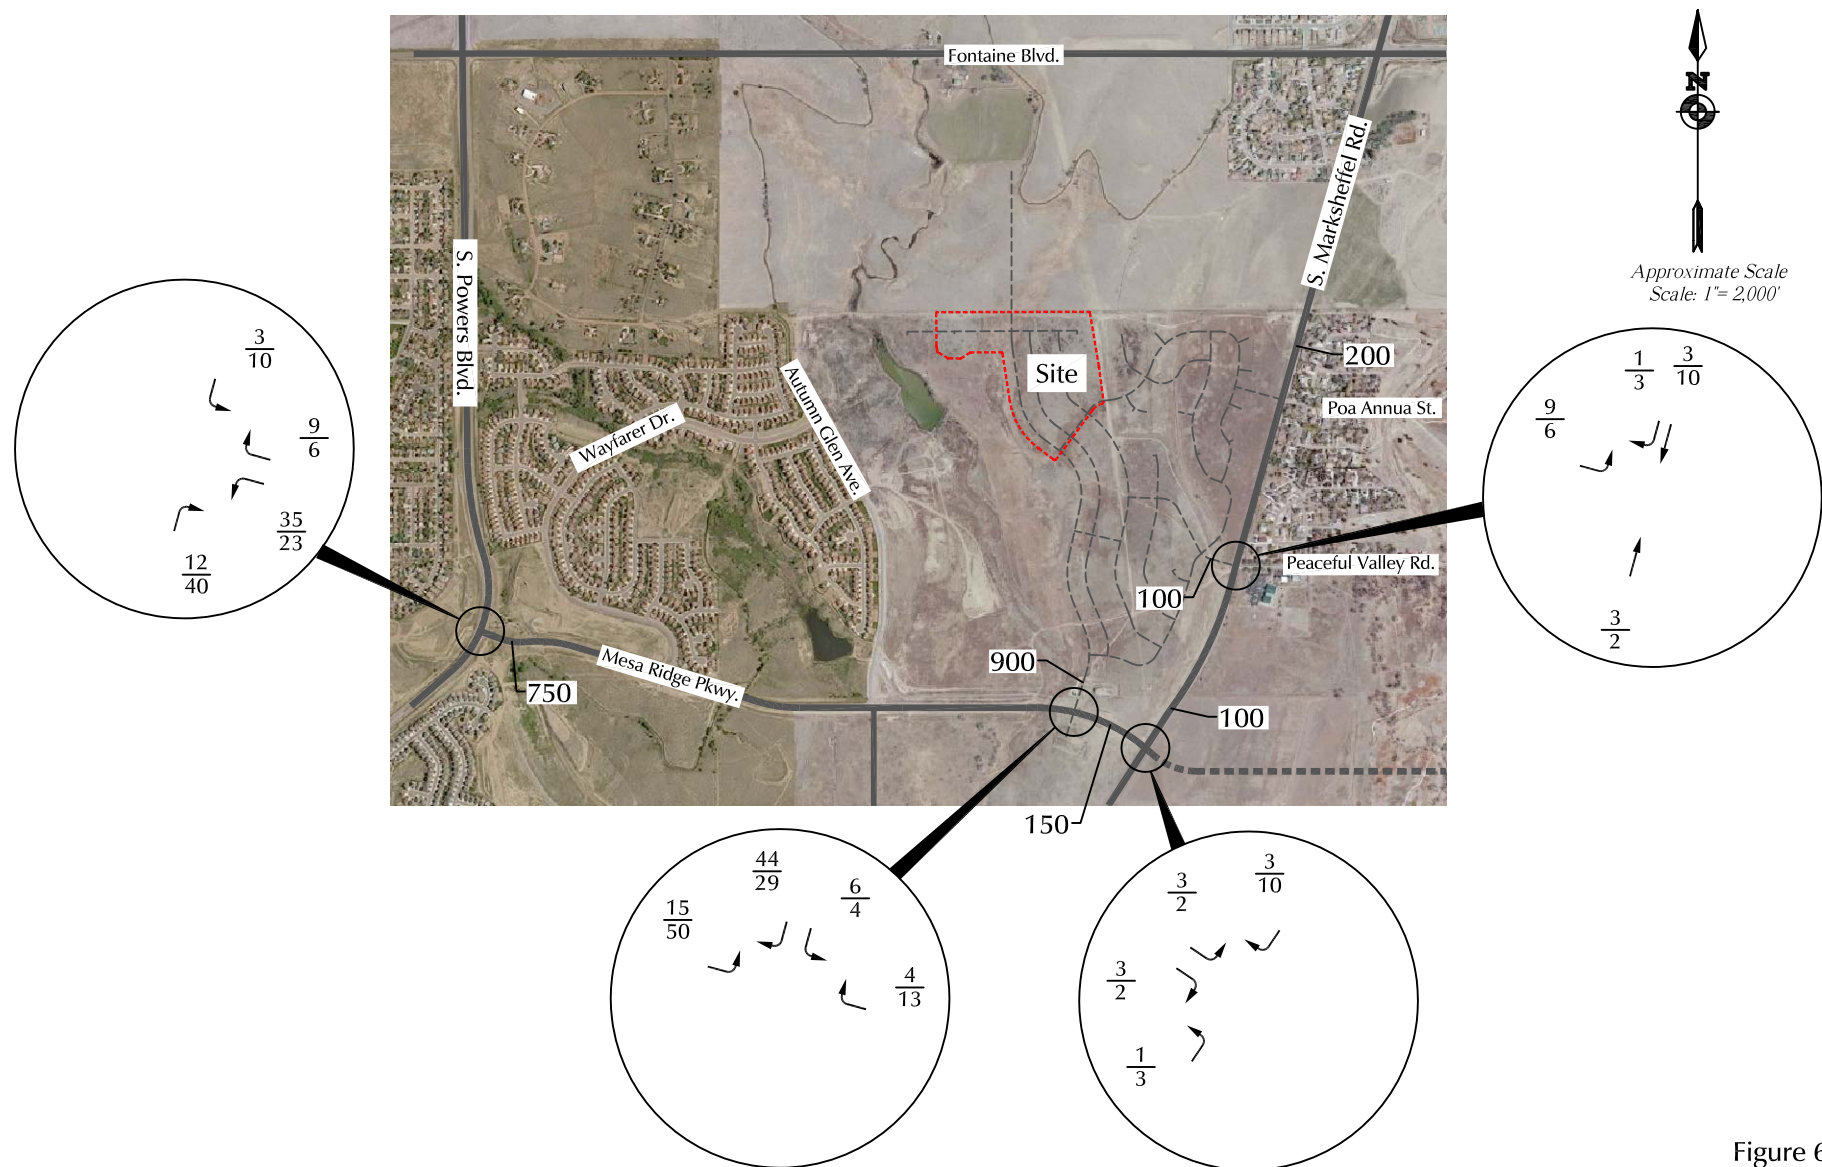 Fontaine Blvd.
N
S. Marksheffel Rd.
S. Powers Blvd.
Approximate Scale
Scale: 1"= 2,000'
3
10
9
6
35
23
12
40
Site
200
Poa Annua St.
Autumn Glen Ave.
Wayfarer Dr.
1
3
3
10
9
6
3
2
Peaceful Valley Rd.
100
900
Mesa Ridge Pkwy.
750
100
150
44
29
6
4
15
50
4
13
3
10
3
2
3
2
1
3
Figure 6